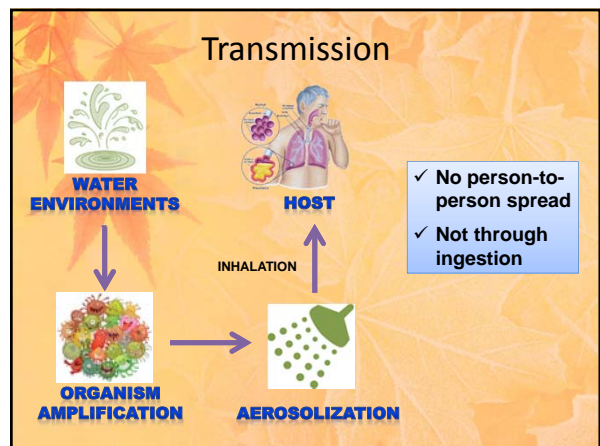 Transmission
WATER
ENVIRONMENTS
HOST
✓ No person-to-
person spread
✓ Not through
ingestion
INHALATION
ORGANISM
AMPLIFICATION
AEROSOLIZATION